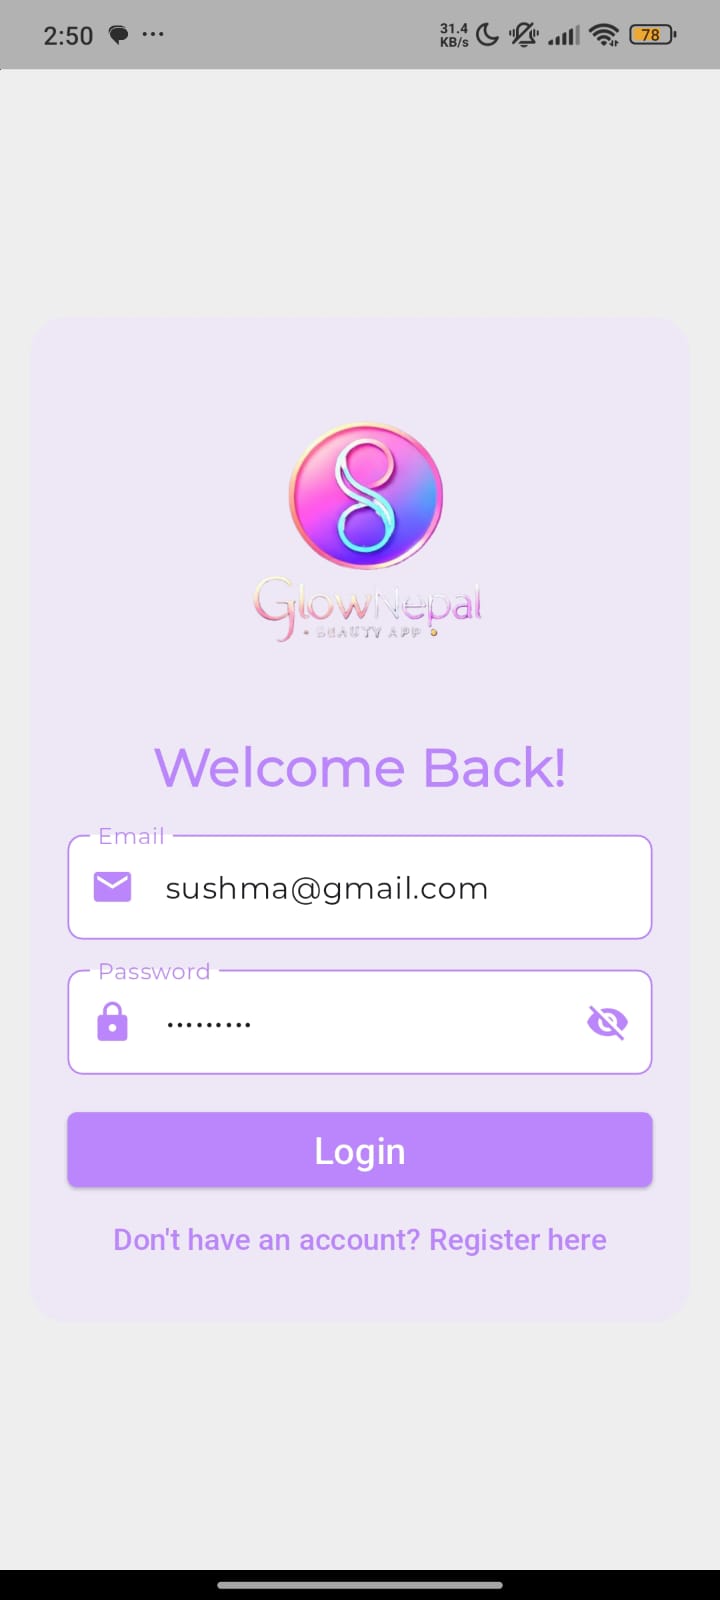 2:50 ... 31.4 KB/s 78
GlowNepal
• BEAUTY APP •
Welcome Back!
Email
sushma@gmail.com
Password
•••••••••
Login
Don't have an account? Register here